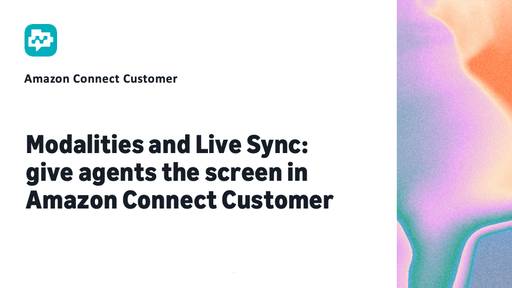 Amazon Connect Customer
Modalities and Live Sync:
give agents the screen in
Amazon Connect Customer